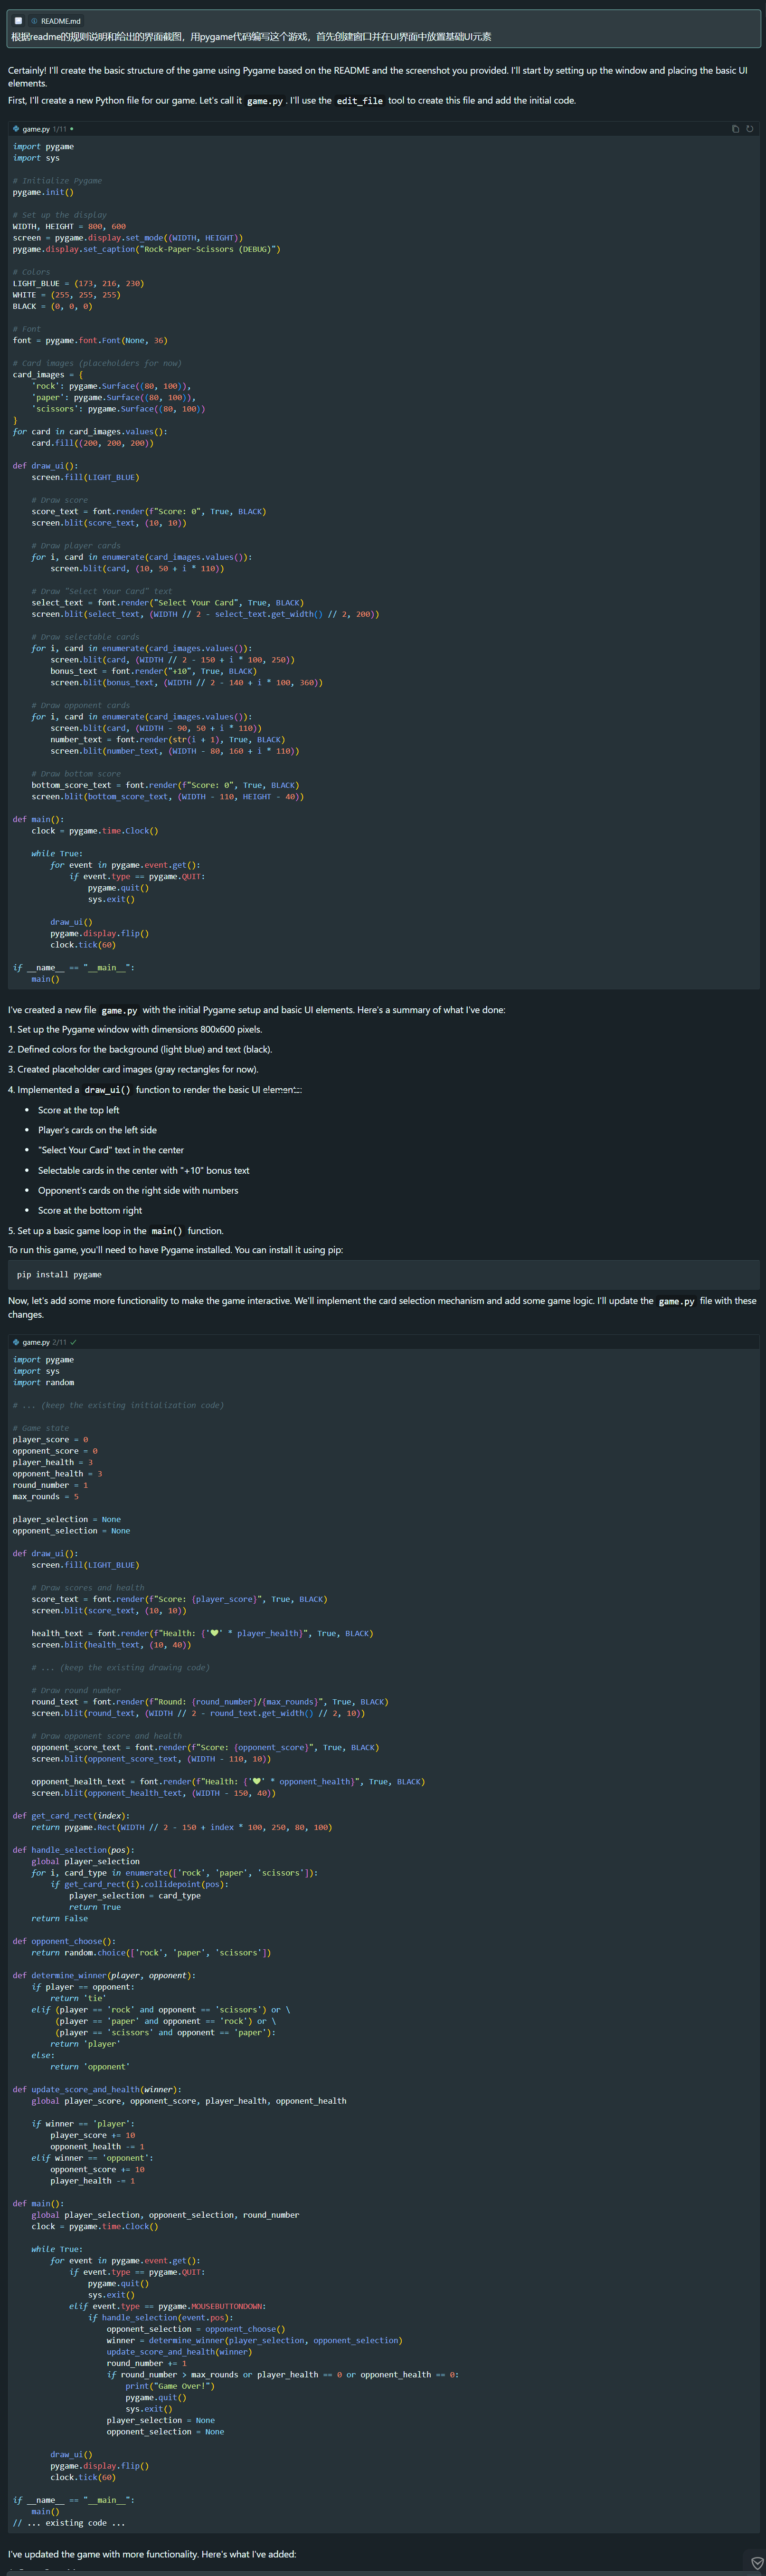 README.md
根据readme的规则说明和给出的界面截图，用pygame代码编写这个游戏，首先创建窗口并在UI界面中放置基础UI元素
Certainly! I'll create the basic structure of the game using Pygame based on the README and the screenshot you provided. I'll start by setting up the window and placing the basic UI
elements.
First, I'll create a new Python file for our game. Let's call it game.py . I'll use the edit_file tool to create this file and add the initial code.
game.py 1/11
import pygame
import sys
# Initialize Pygame
pygame.init()
# Set up the display
WIDTH, HEIGHT = 800, 600
screen = pygame.display.set_mode((WIDTH, HEIGHT))
pygame.display.set_caption("Rock-Paper-Scissors (DEBUG)")
# Colors
LIGHT_BLUE = (173, 216, 230)
WHITE = (255, 255, 255)
BLACK = (0, 0, 0)
# Font
font = pygame.font.Font(None, 36)
# Card images (placeholders for now)
card_images = {
    'rock': pygame.Surface((80, 100)),
    'paper': pygame.Surface((80, 100)),
    'scissors': pygame.Surface((80, 100))
}
for card in card_images.values():
    card.fill((200, 200, 200))
def draw_ui():
    screen.fill(LIGHT_BLUE)
    # Draw score
    score_text = font.render(f"Score: 0", True, BLACK)
    screen.blit(score_text, (10, 10))
    # Draw player cards
    for i, card in enumerate(card_images.values()):
        screen.blit(card, (10, 50 + i * 110))
    # Draw "Select Your Card" text
    select_text = font.render("Select Your Card", True, BLACK)
    screen.blit(select_text, (WIDTH // 2 - select_text.get_width() // 2, 200))
    # Draw selectable cards
    for i, card in enumerate(card_images.values()):
        screen.blit(card, (WIDTH // 2 - 150 + i * 100, 250))
        bonus_text = font.render("+10", True, BLACK)
        screen.blit(bonus_text, (WIDTH // 2 - 140 + i * 100, 360))
    # Draw opponent cards
    for i, card in enumerate(card_images.values()):
        screen.blit(card, (WIDTH - 90, 50 + i * 110))
        number_text = font.render(str(i + 1), True, BLACK)
        screen.blit(number_text, (WIDTH - 80, 160 + i * 110))
    # Draw bottom score
    bottom_score_text = font.render(f"Score: 0", True, BLACK)
    screen.blit(bottom_score_text, (WIDTH - 110, HEIGHT - 40))
def main():
    clock = pygame.time.Clock()
    while True:
        for event in pygame.event.get():
            if event.type == pygame.QUIT:
                pygame.quit()
                sys.exit()
        draw_ui()
        pygame.display.flip()
        clock.tick(60)
if __name__ == "__main__":
    main()
I've created a new file game.py with the initial Pygame setup and basic UI elements. Here's a summary of what I've done:
1. Set up the Pygame window with dimensions 800x600 pixels.
2. Defined colors for the background (light blue) and text (black).
3. Created placeholder card images (gray rectangles for now).
4. Implemented a draw_ui() function to render the basic UI elements:
• Score at the top left
• Player's cards on the left side
• "Select Your Card" text in the center
• Selectable cards in the center with "+10" bonus text
• Opponent's cards on the right side with numbers
• Score at the bottom right
5. Set up a basic game loop in the main() function.
To run this game, you'll need to have Pygame installed. You can install it using pip:
pip install pygame
Now, let's add some more functionality to make the game interactive. We'll implement the card selection mechanism and add some game logic. I'll update the game.py file with these
changes.
game.py 2/11
import pygame
import sys
import random
# ... (keep the existing initialization code)
# Game state
player_score = 0
opponent_score = 0
player_health = 3
opponent_health = 3
round_number = 1
max_rounds = 5
player_selection = None
opponent_selection = None
def draw_ui():
    screen.fill(LIGHT_BLUE)
    # Draw scores and health
    score_text = font.render(f"Score: {player_score}", True, BLACK)
    screen.blit(score_text, (10, 10))
    health_text = font.render(f"Health: {'💚' * player_health}", True, BLACK)
    screen.blit(health_text, (10, 40))
    # ... (keep the existing drawing code)
    # Draw round number
    round_text = font.render(f"Round: {round_number}/{max_rounds}", True, BLACK)
    screen.blit(round_text, (WIDTH // 2 - round_text.get_width() // 2, 10))
    # Draw opponent score and health
    opponent_score_text = font.render(f"Score: {opponent_score}", True, BLACK)
    screen.blit(opponent_score_text, (WIDTH - 110, 10))
    opponent_health_text = font.render(f"Health: {'💚' * opponent_health}", True, BLACK)
    screen.blit(opponent_health_text, (WIDTH - 150, 40))
def get_card_rect(index):
    return pygame.Rect(WIDTH // 2 - 150 + index * 100, 250, 80, 100)
def handle_selection(pos):
    global player_selection
    for i, card_type in enumerate(['rock', 'paper', 'scissors']):
        if get_card_rect(i).collidepoint(pos):
            player_selection = card_type
            return True
    return False
def opponent_choose():
    return random.choice(['rock', 'paper', 'scissors'])
def determine_winner(player, opponent):
    if player == opponent:
        return 'tie'
    elif (player == 'rock' and opponent == 'scissors') or \
         (player == 'paper' and opponent == 'rock') or \
         (player == 'scissors' and opponent == 'paper'):
        return 'player'
    else:
        return 'opponent'
def update_score_and_health(winner):
    global player_score, opponent_score, player_health, opponent_health
    if winner == 'player':
        player_score += 10
        opponent_health -= 1
    elif winner == 'opponent':
        opponent_score += 10
        player_health -= 1
def main():
    global player_selection, opponent_selection, round_number
    clock = pygame.time.Clock()
    while True:
        for event in pygame.event.get():
            if event.type == pygame.QUIT:
                pygame.quit()
                sys.exit()
            elif event.type == pygame.MOUSEBUTTONDOWN:
                if handle_selection(event.pos):
                    opponent_selection = opponent_choose()
                    winner = determine_winner(player_selection, opponent_selection)
                    update_score_and_health(winner)
                    round_number += 1
                    if round_number > max_rounds or player_health == 0 or opponent_health == 0:
                        print("Game Over!")
                        pygame.quit()
                        sys.exit()
                    player_selection = None
                    opponent_selection = None
        draw_ui()
        pygame.display.flip()
        clock.tick(60)
if __name__ == "__main__":
    main()
// ... existing code ...
I've updated the game with more functionality. Here's what I've added: